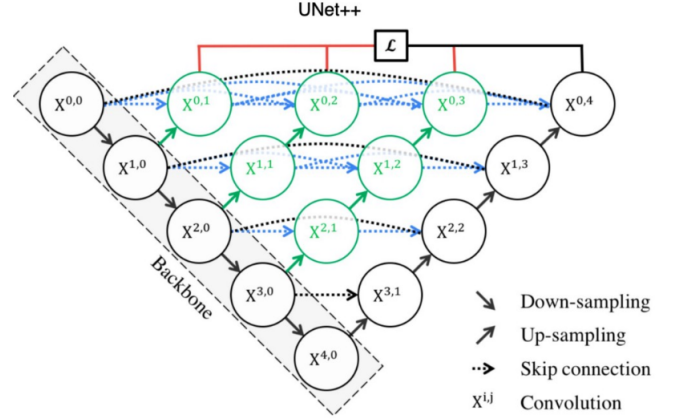 UNet++
ℒ
X⁰,⁰
X⁰,¹
X⁰,²
X⁰,³
X⁰,⁴
X¹,⁰
X¹,¹
X¹,²
X¹,³
X²,⁰
X²,¹
X²,²
X³,⁰
X³,¹
X⁴,⁰
Backbone
Down-sampling
Up-sampling
Skip connection
Xⁱ,ʲ Convolution